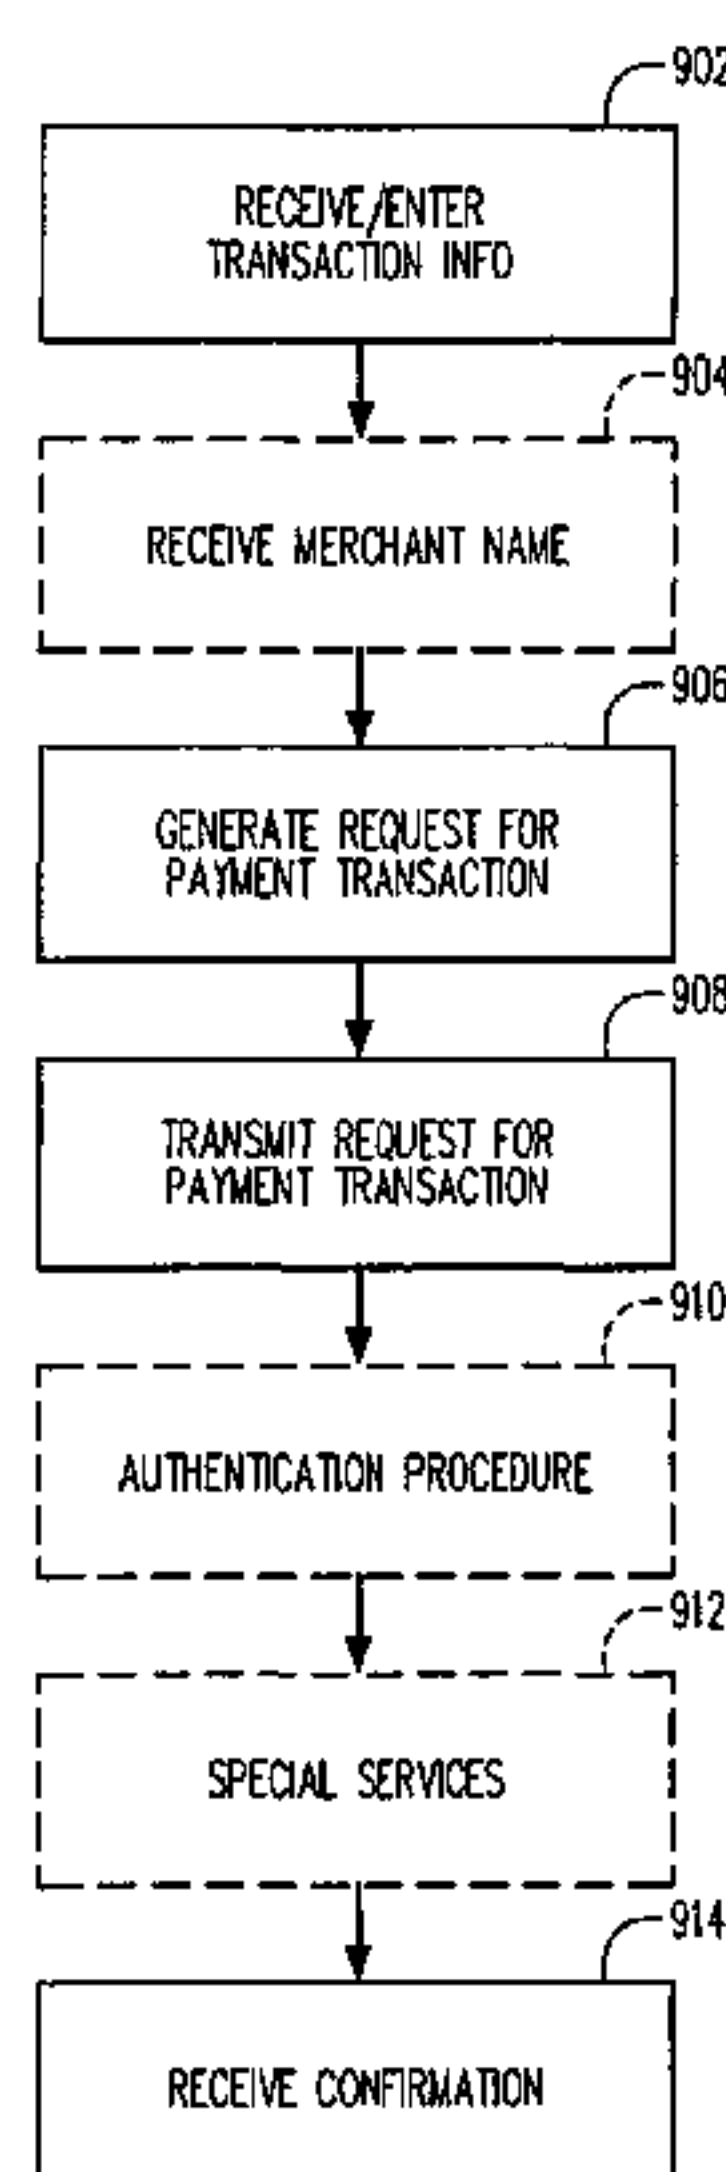 902
RECEIVE/ENTER
TRANSACTION INFO
904
RECEIVE MERCHANT NAME
906
GENERATE REQUEST FOR
PAYMENT TRANSACTION
908
TRANSMIT REQUEST FOR
PAYMENT TRANSACTION
910
AUTHENTICATION PROCEDURE
912
SPECIAL SERVICES
914
RECEIVE CONFIRMATION